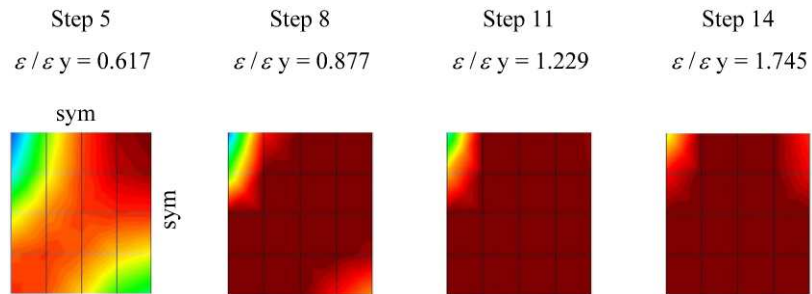 Step 5
Step 8
Step 11
Step 14
ε / ε y = 0.617
ε / ε y = 0.877
ε / ε y = 1.229
ε / ε y = 1.745
sym
sym